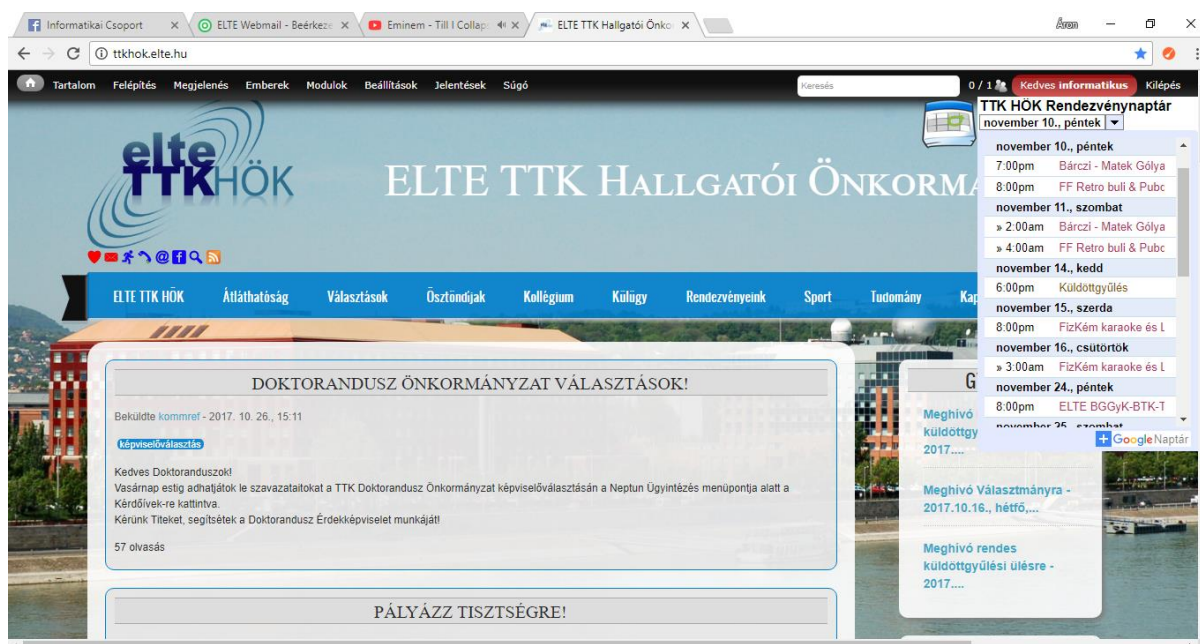 Informatikai Csoport
ELTE Webmail - Beérkeze
Eminem - Till I Collaps
ELTE TTK Hallgatói Önko
Áron
ttkhok.elte.hu
Tartalom Felépítés Megjelenés Emberek Modulok Beállítások Jelentések Súgó
Keresés
0 / 1
Kedves informatikus
Kilépés
elte
TTKHÖK
ELTE TTK Hallgatói Önkormá
TTK HÖK Rendezvénynaptár
november 10., péntek
november 10., péntek
7:00pm Bárczi - Matek Gólya
8:00pm FF Retro buli & Pubc
november 11., szombat
» 2:00am Bárczi - Matek Gólya
» 4:00am FF Retro buli & Pubc
november 14., kedd
6:00pm Küldöttgyűlés
november 15., szerda
8:00pm FizKém karaoke és L
november 16., csütörtök
» 3:00am FizKém karaoke és L
november 24., péntek
8:00pm ELTE BGGyK-BTK-T
november 25., szombat
GoogleNaptár
ELTE TTK HÖK Átláthatóság Választások Ösztöndíjak Kollégium Külügy Rendezvényeink Sport Tudomány Kap
DOKTORANDUSZ ÖNKORMÁNYZAT VÁLASZTÁSOK!
Beküldte kommref - 2017. 10. 26., 15:11
képviselőválasztás
Kedves Doktoranduszok!
Vasárnap estig adhatjátok le szavazataitokat a TTK Doktorandusz Önkormányzat képviselőválasztásán a Neptun Ügyintézés menüpontja alatt a
Kérdőívek-re kattintva.
Kérünk Titeket, segítsétek a Doktorandusz Érdekképviselet munkáját!
57 olvasás
PÁLYÁZZ TISZTSÉGRE!
G
Meghívó
küldöttgy
2017....
Meghívó Választmányra -
2017.10.16., hétfő,...
Meghívó rendes
küldöttgyűlési ülésre -
2017....